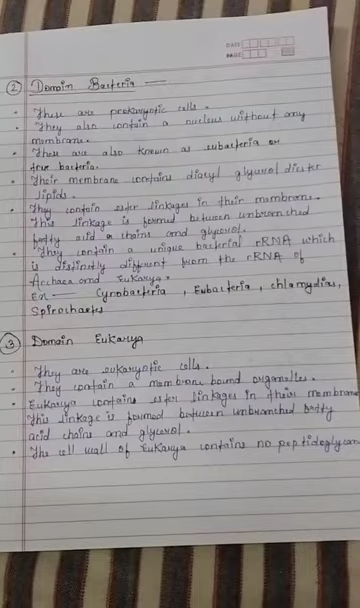 DATE
PAGE
② Domain Bacteria —
• These are prokaryotic cells.
• They also contain a nucleus without any
membrane.
• These are also known as eubacteria or
true bacteria.
• Their membrane contains diacyl glycerol diester
lipids.
• They contain ester linkages in their membrane.
This linkage is formed between unbranched
fatty acid chains and glycerol.
• They contain a unique bacterial rRNA which
is distinctly different from the rRNA of
Archaea and Eukarya.
Ex — Cynobacteria, Eubacteria, chlamydias,
Spirochaetes
③ Domain Eukarya
• They are eukaryotic cells.
• They contain a membrane bound organelles.
• Eukarya contains ester linkages in their membrane
This linkage is formed between unbranched fatty
acid chains and glycerol.
• The cell wall of Eukarya contains no peptidoglycan